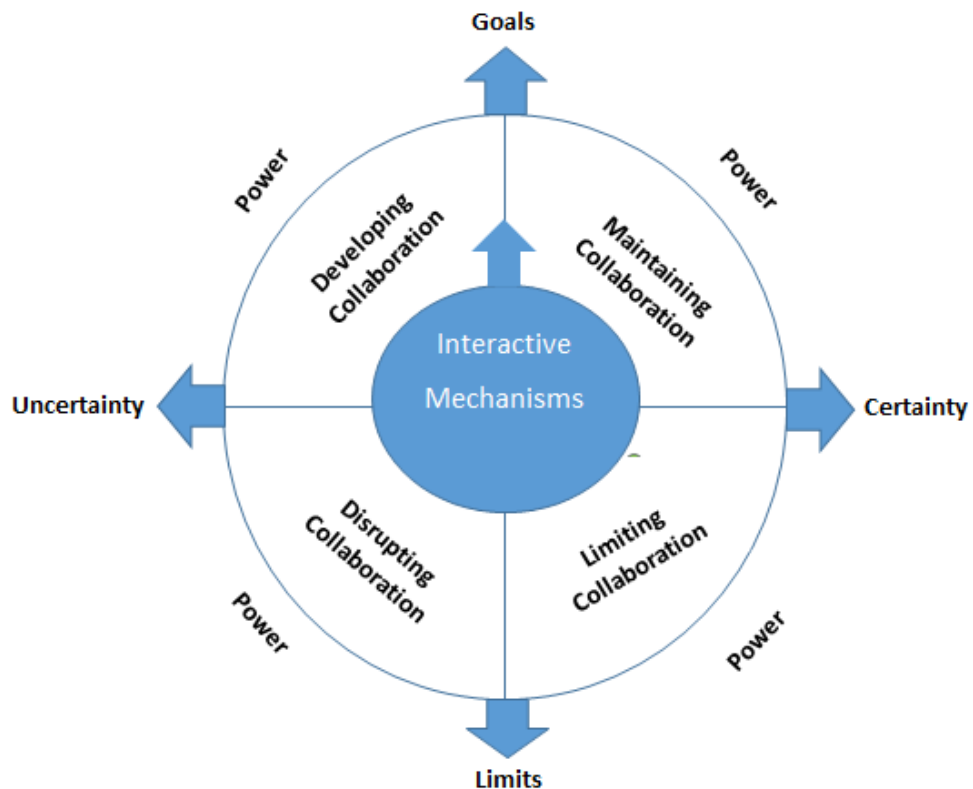 Goals
Power
Power
Developing
Collaboration
Maintaining
Collaboration
Interactive
Mechanisms
Uncertainty
Certainty
Disrupting
Collaboration
Limiting
Collaboration
Power
Power
Limits